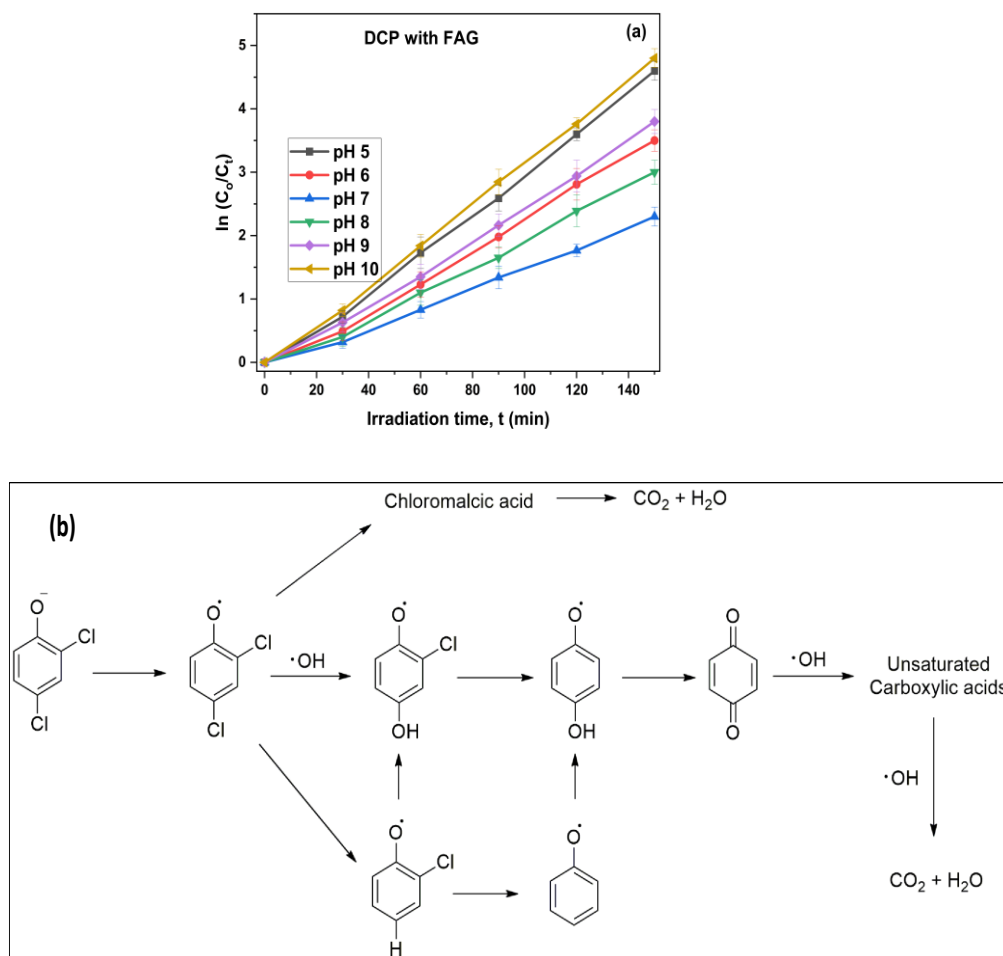 DCP with FAG
(a)
5
4
3
2
1
0
ln (C₀/Cₜ)
pH 5
pH 6
pH 7
pH 8
pH 9
pH 10
0 20 40 60 80 100 120 140
Irradiation time, t (min)
(b)
Chloromalcic acid
CO₂ + H₂O
O⁻
Cl
Cl
O•
Cl
Cl
•OH
O•
Cl
OH
O•
OH
O
O
•OH
Unsaturated
Carboxylic acids
•OH
O•
Cl
H
O•
CO₂ + H₂O